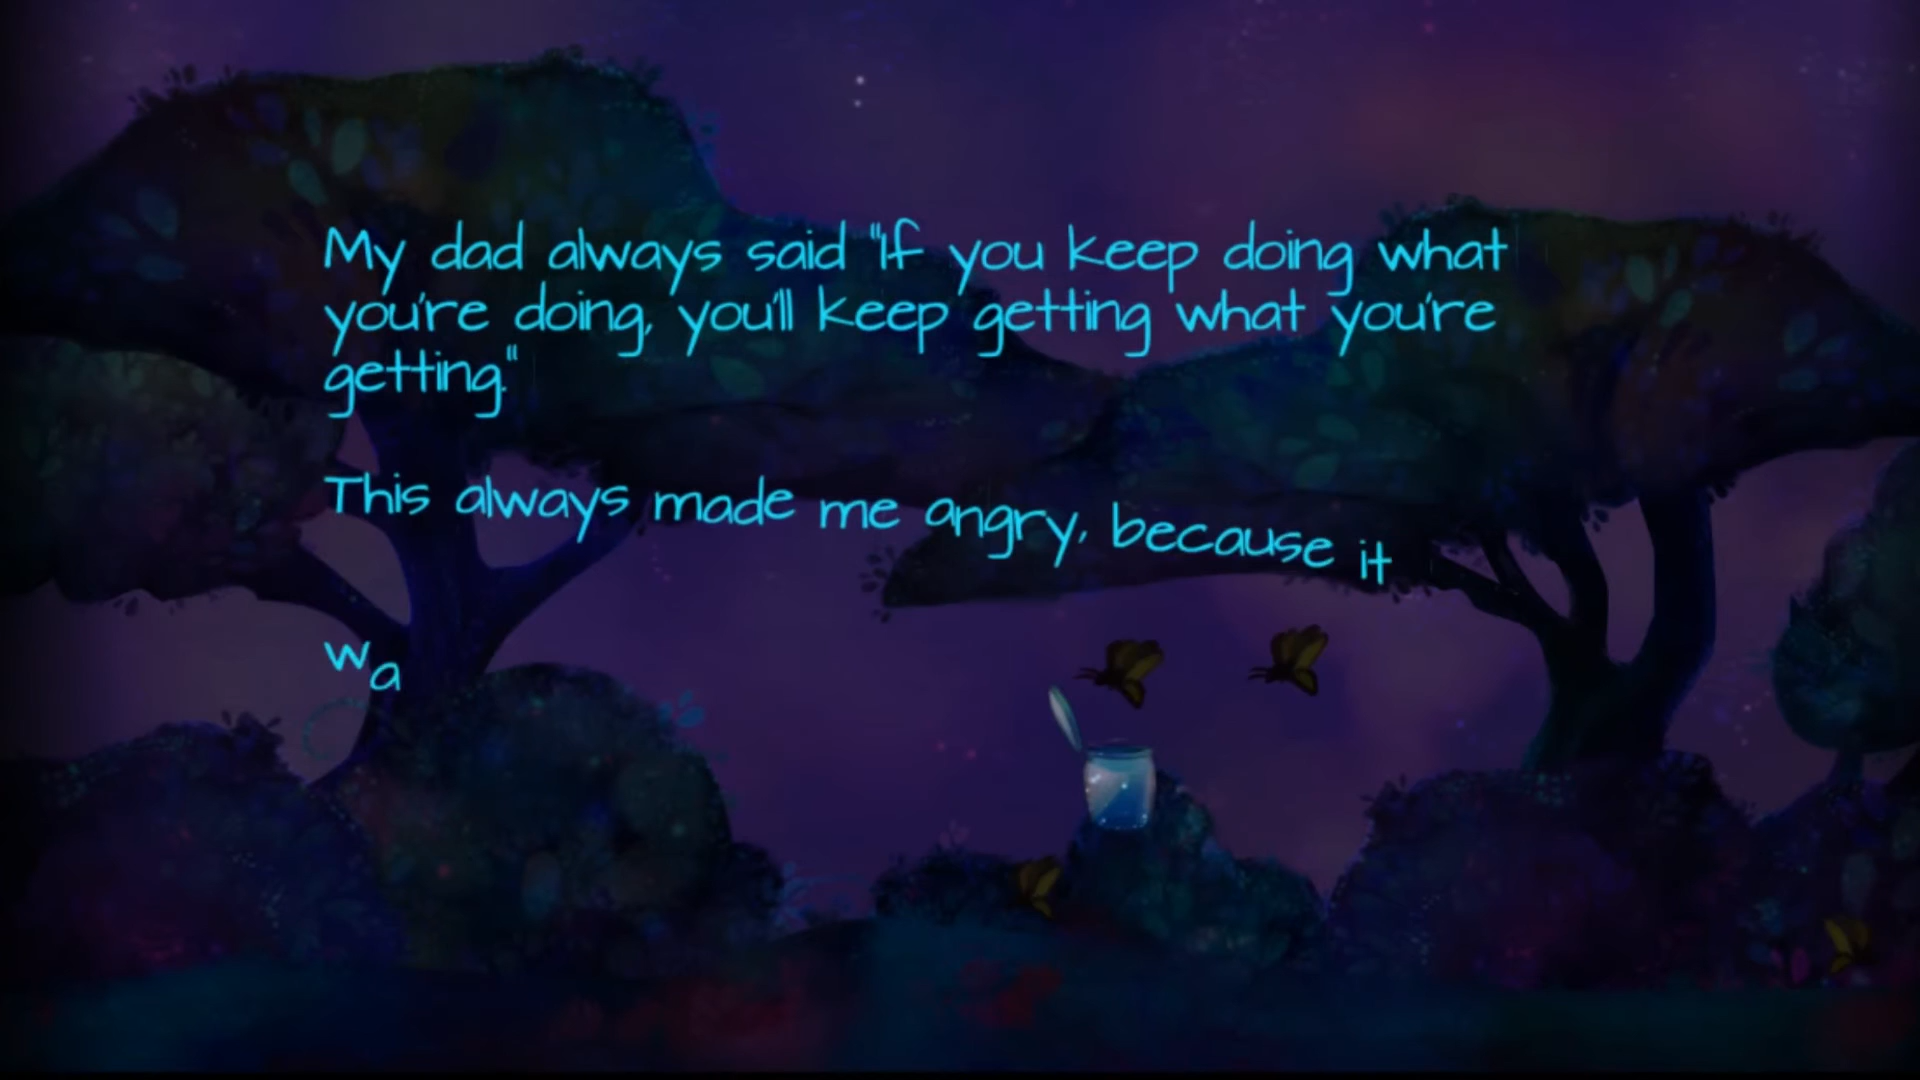 My dad always said "If you keep doing what
you're doing, you'll keep getting what you're
getting."
This always made me angry, because it
wa